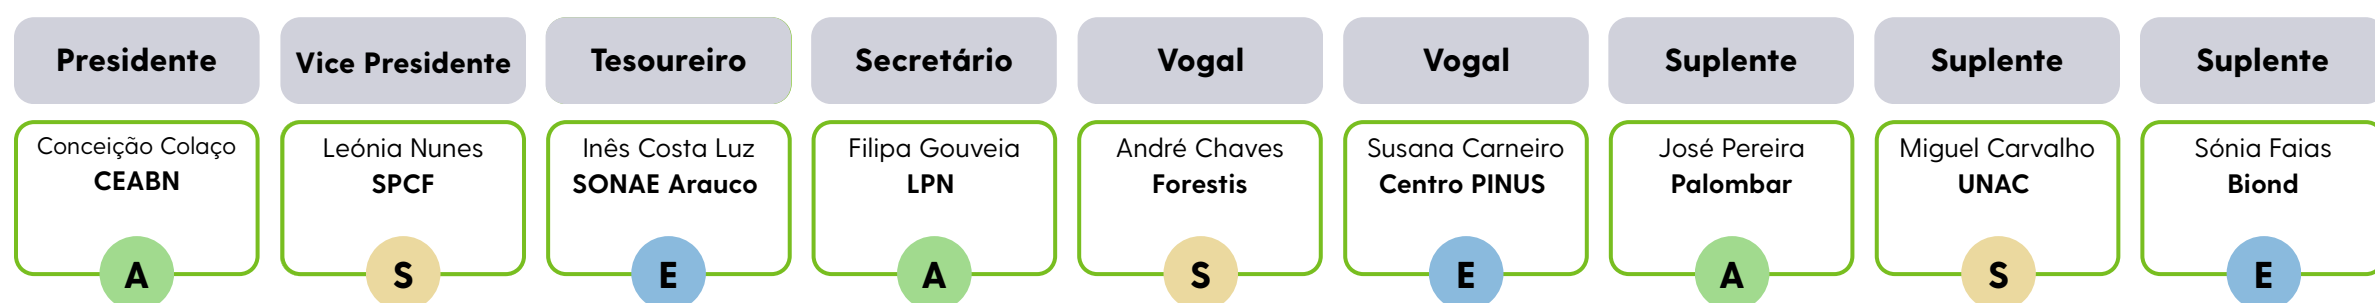 Presidente
Conceição Colaço
CEABN
A
Vice Presidente
Leónia Nunes
SPCF
S
Tesoureiro
Inês Costa Luz
SONAE Arauco
E
Secretário
Filipa Gouveia
LPN
A
Vogal
André Chaves
Forestis
S
Vogal
Susana Carneiro
Centro PINUS
E
Suplente
José Pereira
Palombar
A
Suplente
Miguel Carvalho
UNAC
S
Suplente
Sónia Faias
Biond
E